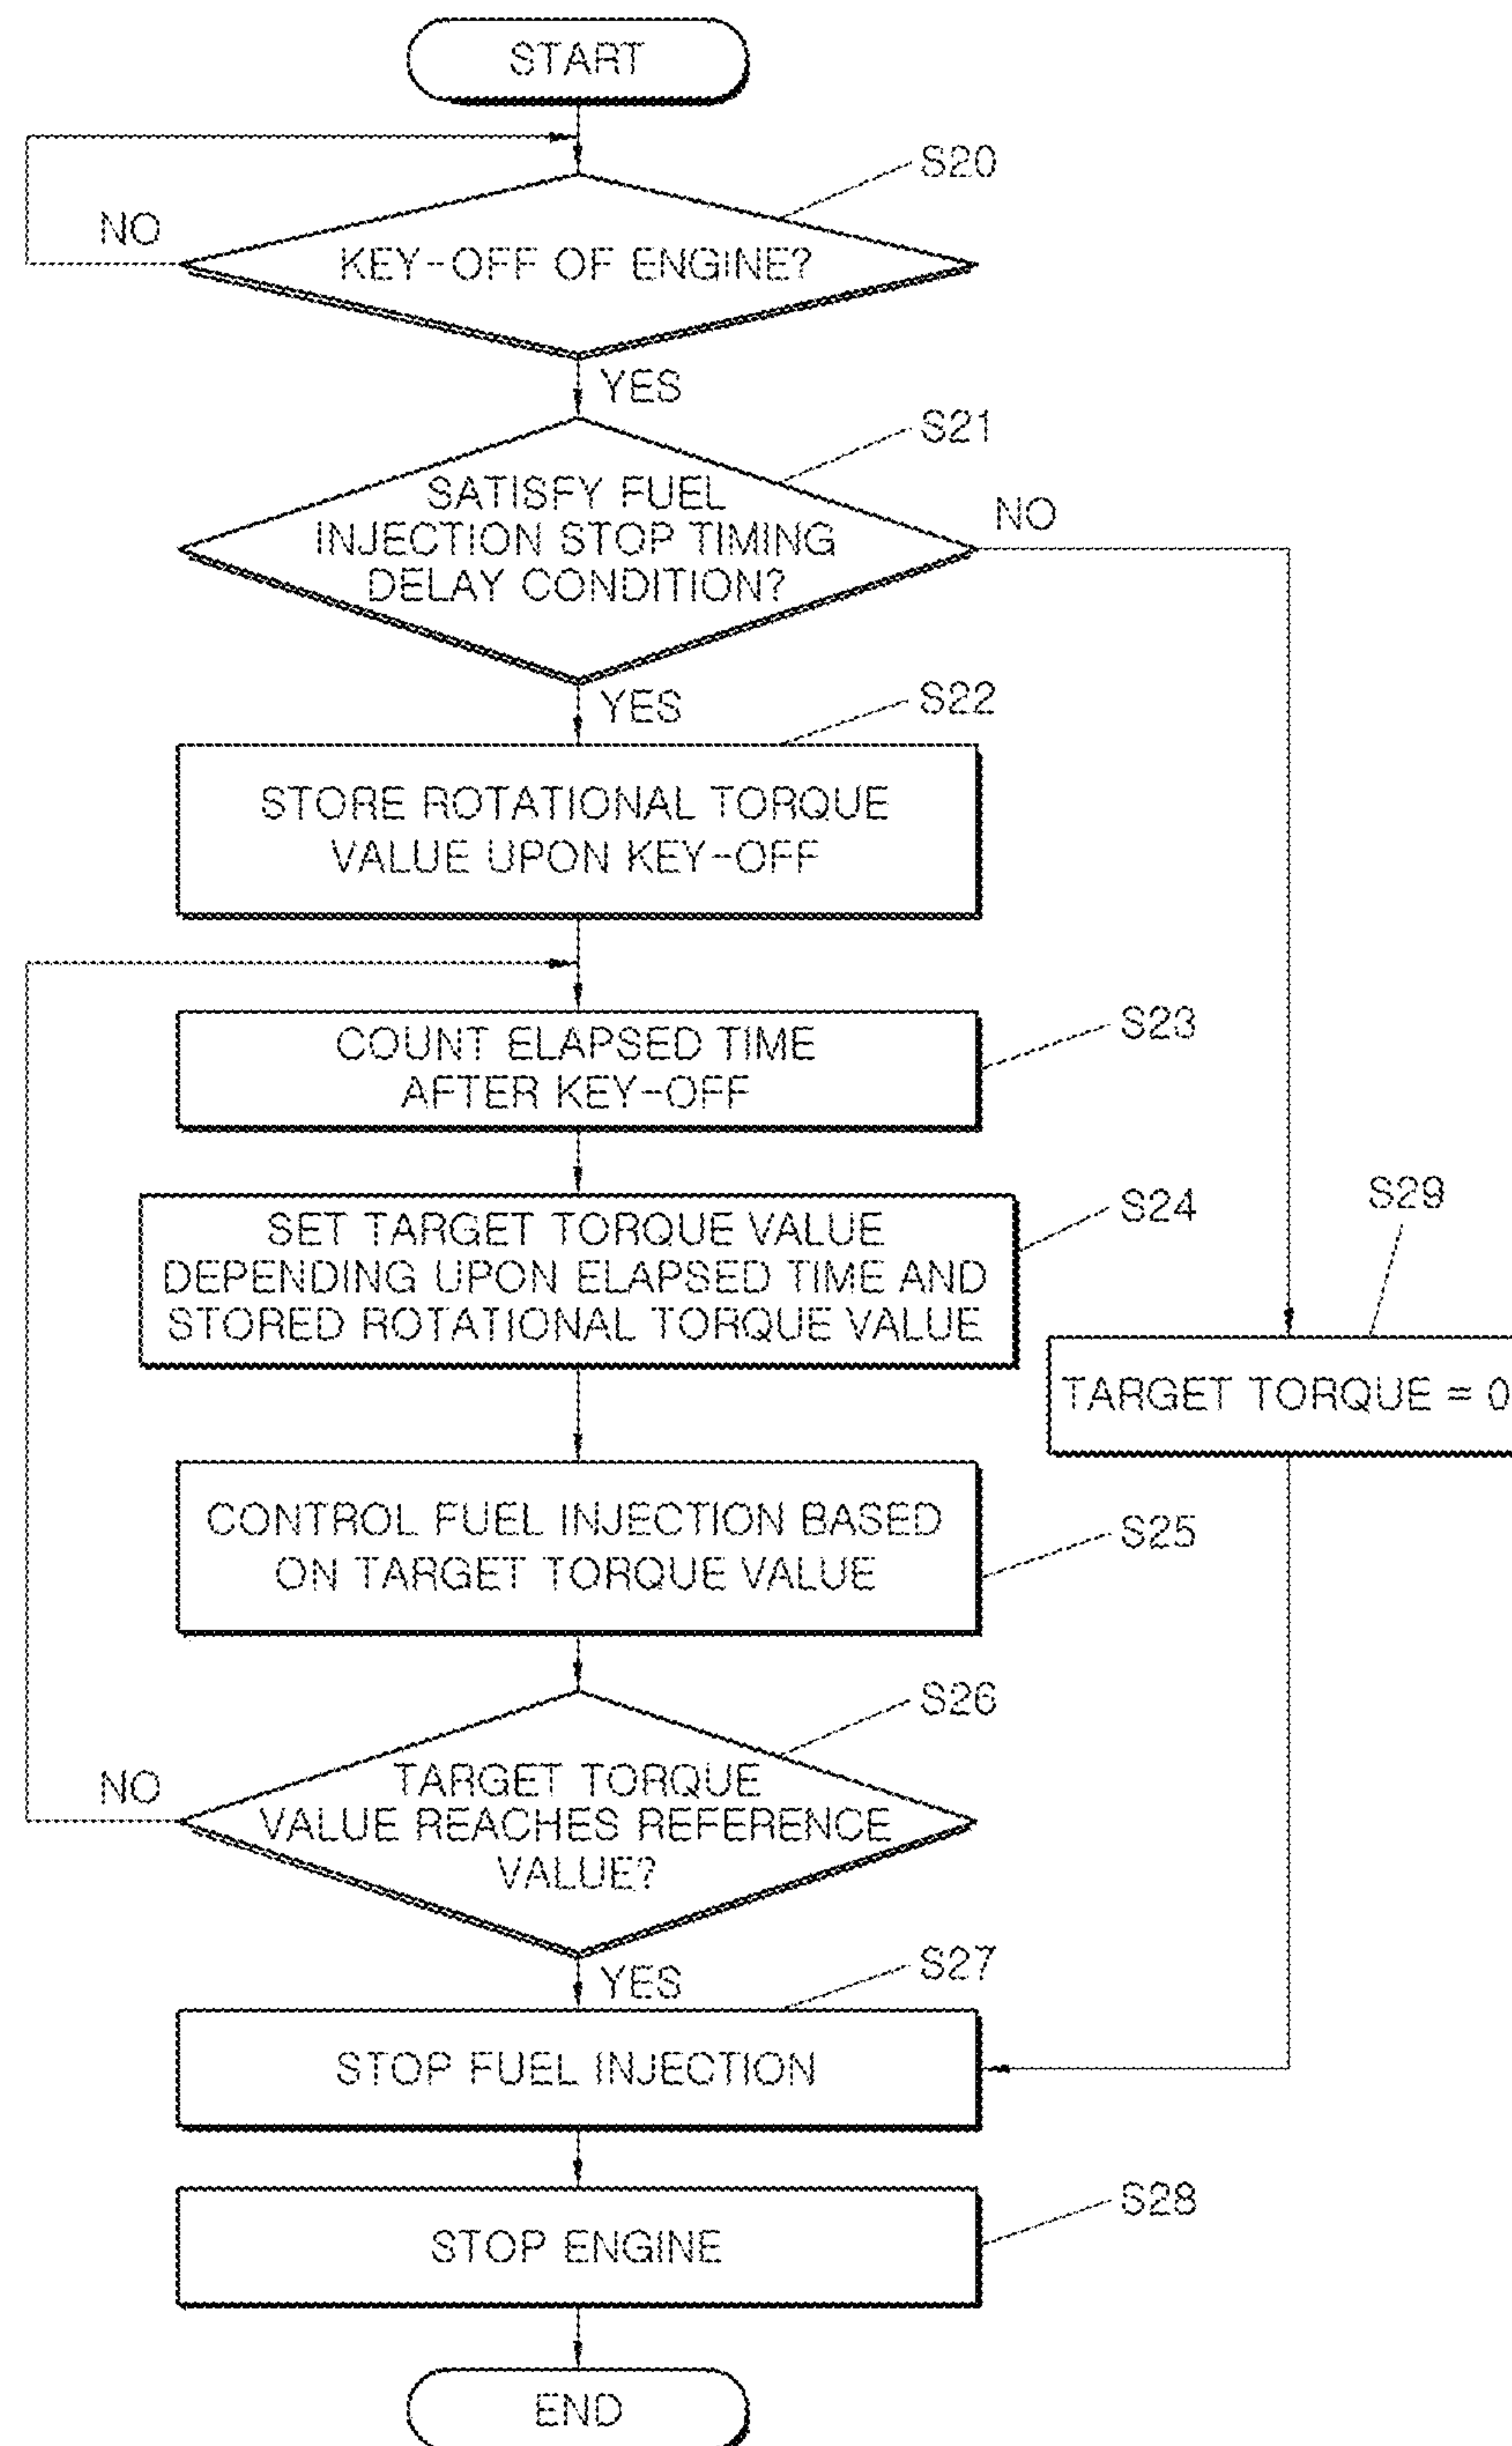 START
S20
NO
KEY-OFF OF ENGINE?
YES
S21
SATISFY FUEL
INJECTION STOP TIMING
DELAY CONDITION?
NO
YES
S22
STORE ROTATIONAL TORQUE
VALUE UPON KEY-OFF
S23
COUNT ELAPSED TIME
AFTER KEY-OFF
S24
SET TARGET TORQUE VALUE
DEPENDING UPON ELAPSED TIME AND
STORED ROTATIONAL TORQUE VALUE
S29
TARGET TORQUE = 0
CONTROL FUEL INJECTION BASED
ON TARGET TORQUE VALUE
S25
S26
NO
TARGET TORQUE
VALUE REACHES REFERENCE
VALUE?
YES
S27
STOP FUEL INJECTION
S28
STOP ENGINE
END